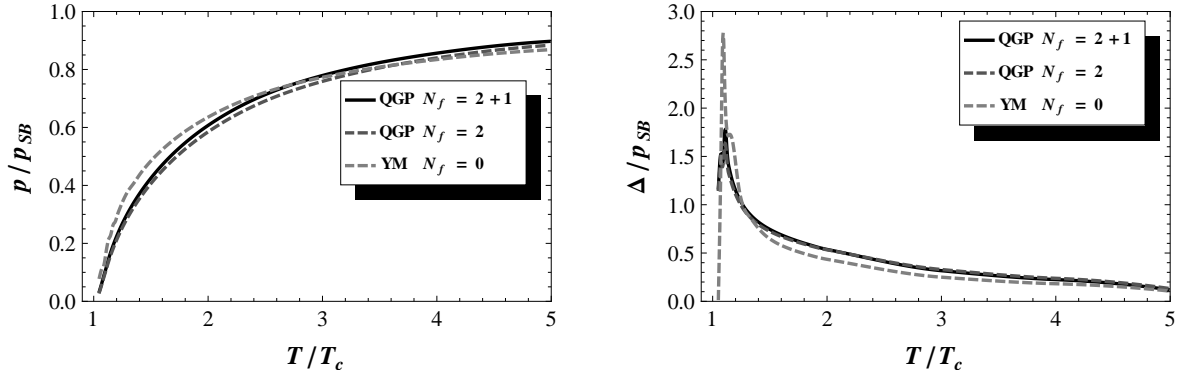 1.0
0.8
0.6
0.4
0.2
0.0
p/p_SB
QGP N_f = 2+1
QGP N_f = 2
YM N_f = 0
1 2 3 4 5
T/T_c
3.0
2.5
2.0
1.5
1.0
0.5
0.0
Δ/p_SB
QGP N_f = 2+1
QGP N_f = 2
YM N_f = 0
1 2 3 4 5
T/T_c